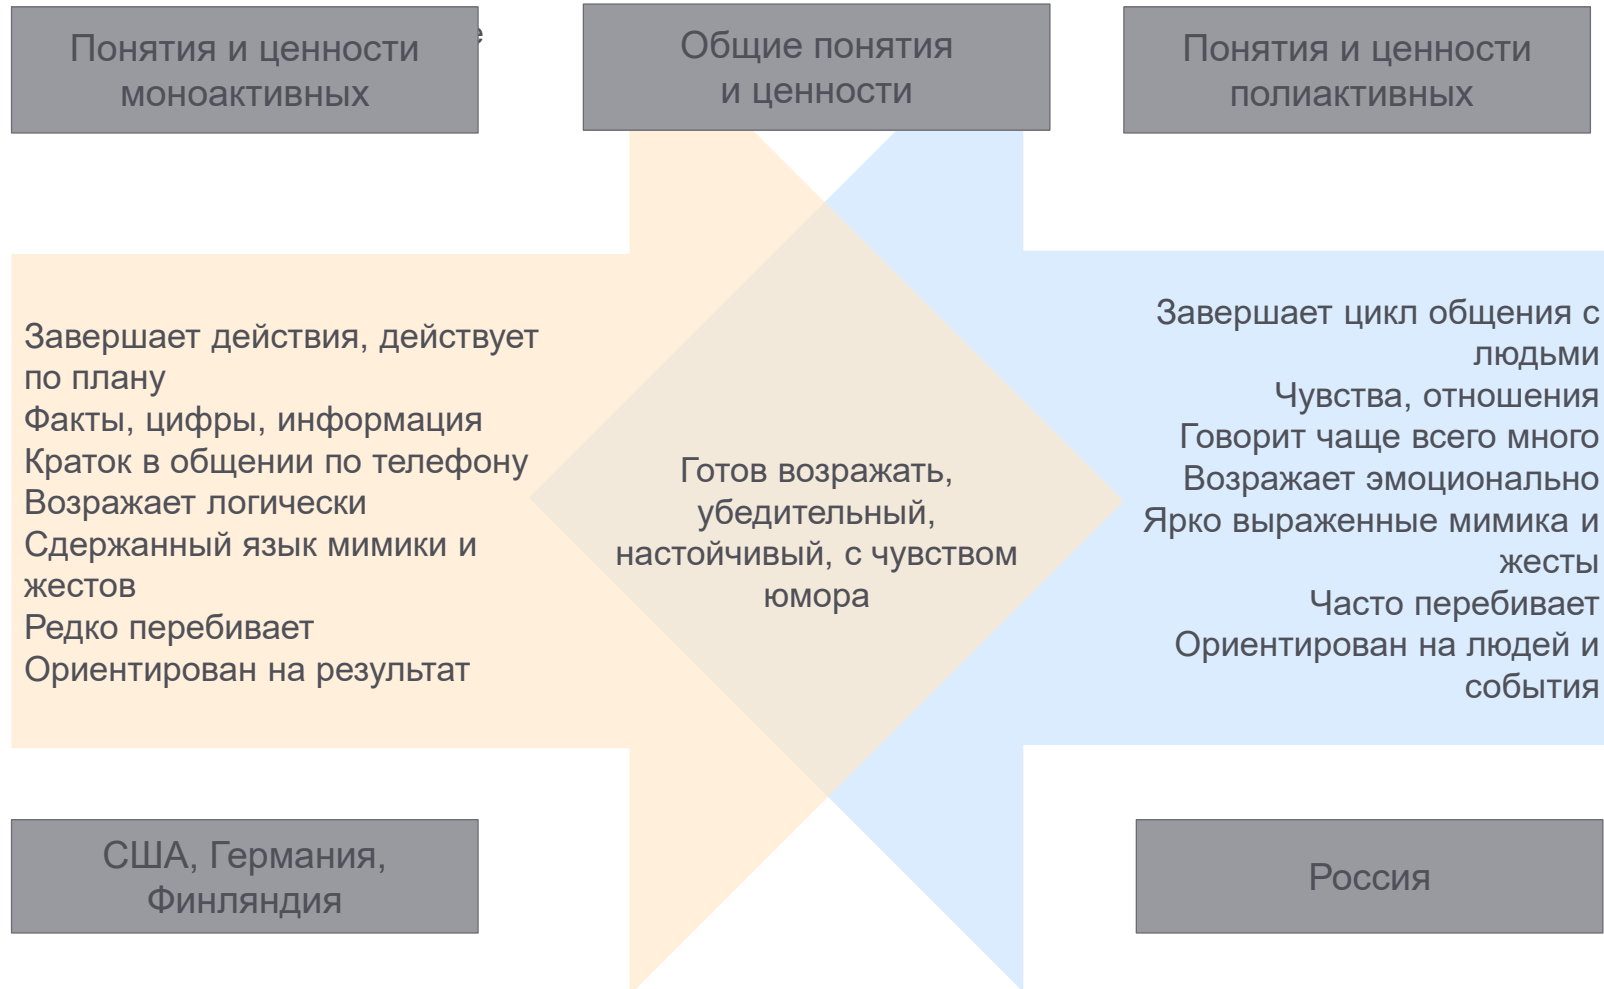 Понятия и ценности
моноактивных
Общие понятия
и ценности
Понятия и ценности
полиактивных
Завершает действия, действует
по плану
Факты, цифры, информация
Краток в общении по телефону
Возражает логически
Сдержанный язык мимики и
жестов
Редко перебивает
Ориентирован на результат
Готов возражать,
убедительный,
настойчивый, с чувством
юмора
Завершает цикл общения с
людьми
Чувства, отношения
Говорит чаще всего много
Возражает эмоционально
Ярко выраженные мимика и
жесты
Часто перебивает
Ориентирован на людей и
события
США, Германия,
Финляндия
Россия